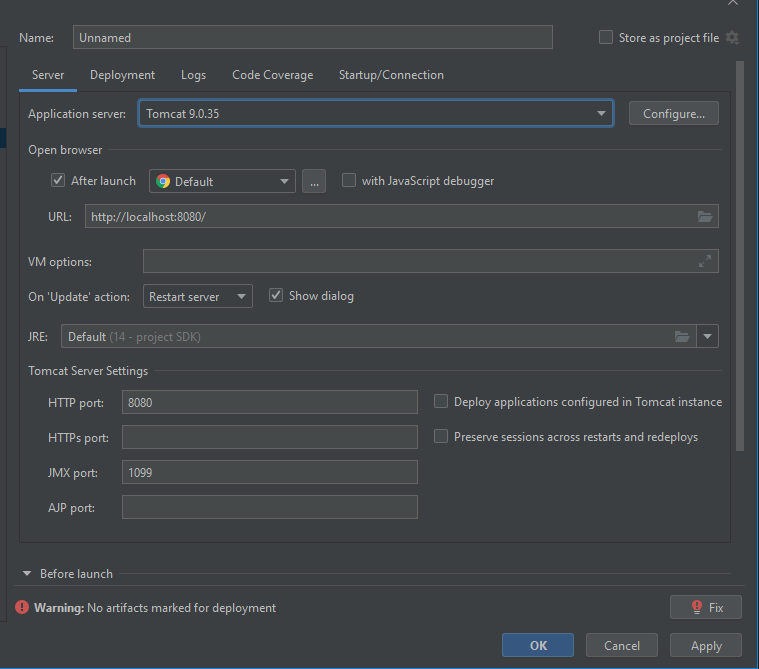 Name: Unnamed Store as project file
Server Deployment Logs Code Coverage Startup/Connection
Application server: Tomcat 9.0.35 Configure...
Open browser
After launch Default ... with JavaScript debugger
URL: http://localhost:8080/
VM options:
On 'Update' action: Restart server Show dialog
JRE: Default (14 - project SDK)
Tomcat Server Settings
HTTP port: 8080 Deploy applications configured in Tomcat instance
HTTPs port: Preserve sessions across restarts and redeploys
JMX port: 1099
AJP port:
Before launch
Warning: No artifacts marked for deployment Fix
OK Cancel Apply